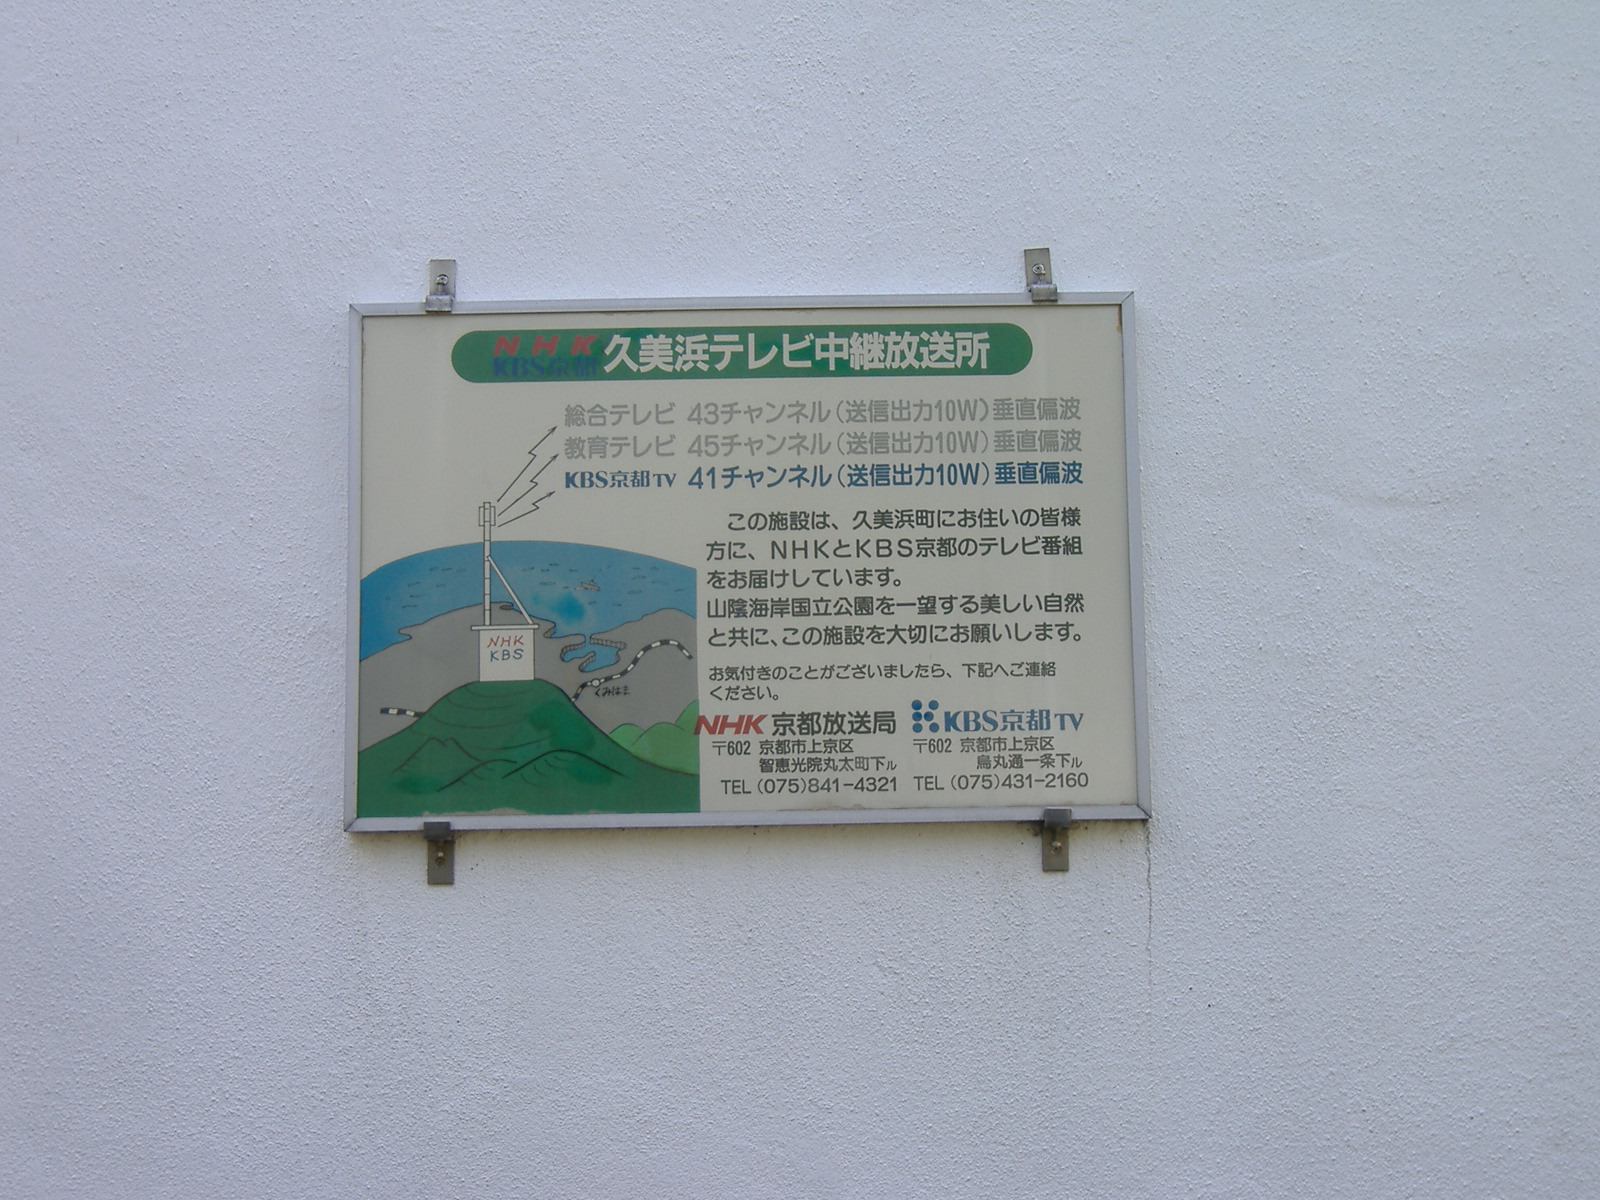 NHK
KBS京都
久美浜テレビ中継放送所
総合テレビ 43チャンネル(送信出力10W)垂直偏波
教育テレビ 45チャンネル(送信出力10W)垂直偏波
KBS京都TV 41チャンネル(送信出力10W)垂直偏波
この施設は、久美浜町にお住いの皆様
方に、NHKとKBS京都のテレビ番組
をお届けしています。
山陰海岸国立公園を一望する美しい自然
と共に、この施設を大切にお願いします。
NHK
KBS
くみはま
お気付きのことがございましたら、下記へご連絡
ください。
NHK 京都放送局
〒602 京都市上京区
智恵光院丸太町下ル
TEL (075)841-4321
KBS京都TV
〒602 京都市上京区
烏丸通一条下ル
TEL (075)431-2160